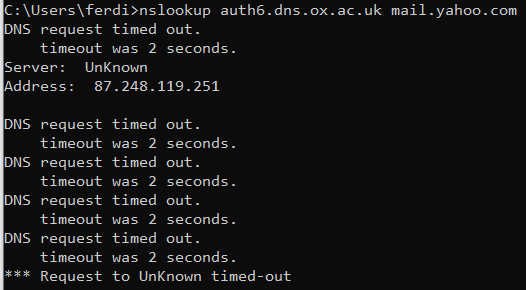 C:\Users\ferdi>nslookup auth6.dns.ox.ac.uk mail.yahoo.com
DNS request timed out.
    timeout was 2 seconds.
Server:  UnKnown
Address:  87.248.119.251

DNS request timed out.
    timeout was 2 seconds.
DNS request timed out.
    timeout was 2 seconds.
DNS request timed out.
    timeout was 2 seconds.
DNS request timed out.
    timeout was 2 seconds.
*** Request to UnKnown timed-out